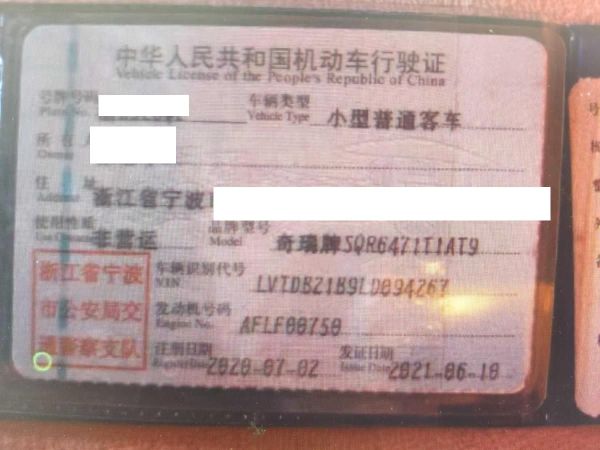 中华人民共和国机动车行驶证
Vehicle License of the People's Republic of China
号牌号码 车辆类型 小型普通客车
Plate No. Vehicle Type
所
Owner
住 址 浙江省宁波
Address
使用性质 非营运 品牌型号 奇瑞牌SQR6471T1AT9
Use Model
浙江省宁波 车辆识别代号 LVTDB21B9LD094267
VIN
市公安局交 发动机号码 AFLF00750
Engine No.
通警察支队 注册日期 2020-07-02 发证日期 2021-06-10
Register Date Issue Date
号